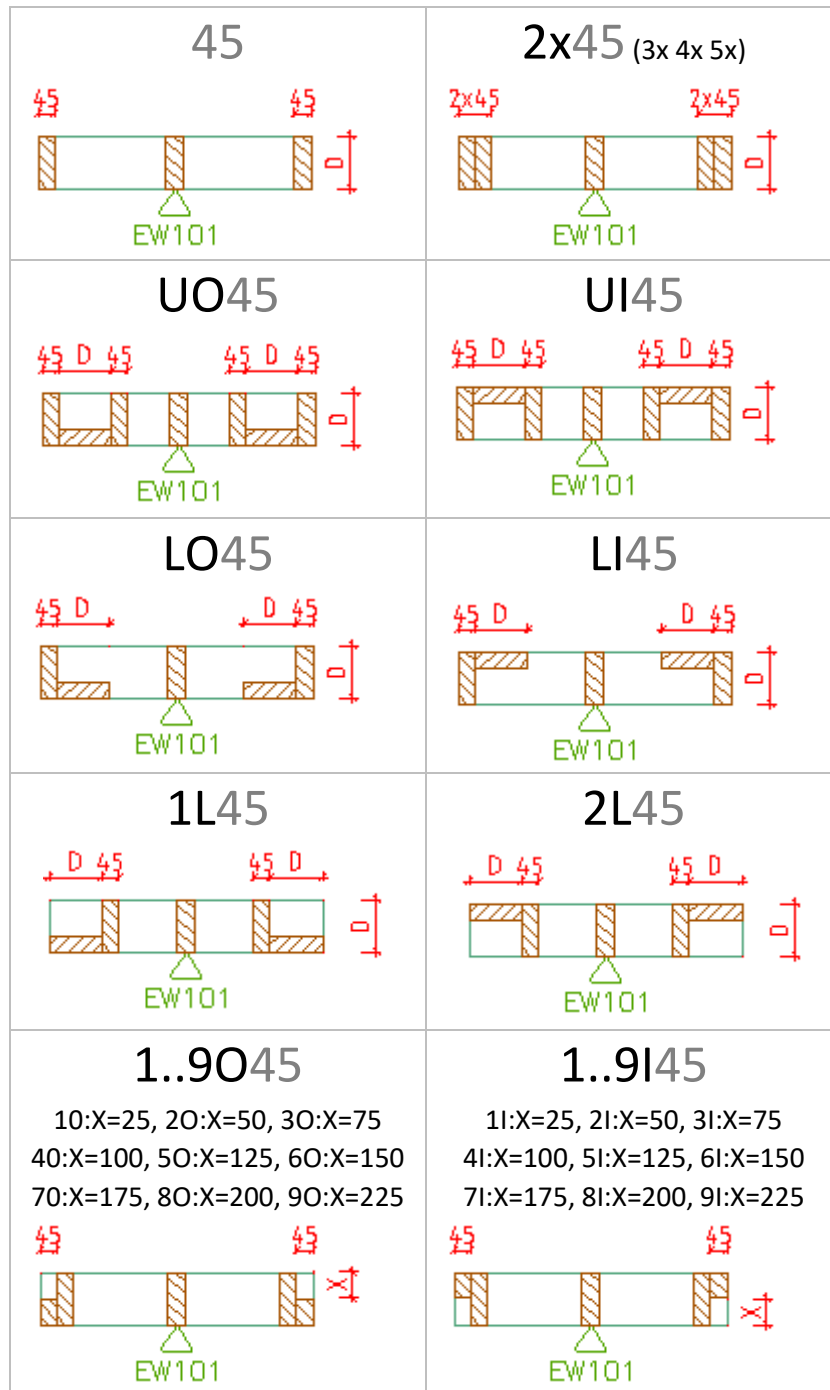 45
45 45
D
EW101
2x45 (3x 4x 5x)
2x45 2x45
D
EW101
UO45
45 D 45 45 D 45
D
EW101
UI45
45 D 45 45 D 45
D
EW101
LO45
45 D D 45
D
EW101
LI45
45 D D 45
D
EW101
1L45
D 45 45 D
D
EW101
2L45
D 45 45 D
D
EW101
1..9O45
10:X=25, 2O:X=50, 3O:X=75
40:X=100, 5O:X=125, 6O:X=150
70:X=175, 8O:X=200, 9O:X=225
45 45
X
EW101
1..9I45
1I:X=25, 2I:X=50, 3I:X=75
4I:X=100, 5I:X=125, 6I:X=150
7I:X=175, 8I:X=200, 9I:X=225
45 45
X
EW101